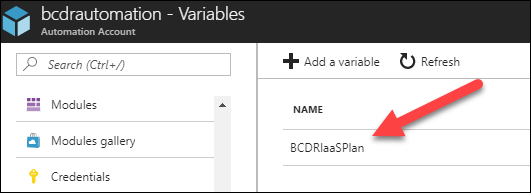 bcdrautomation - Variables
Automation Account
Search (Ctrl+/)
Modules
Modules gallery
Credentials
Add a variable
Refresh
NAME
BCDRIaaSPlan